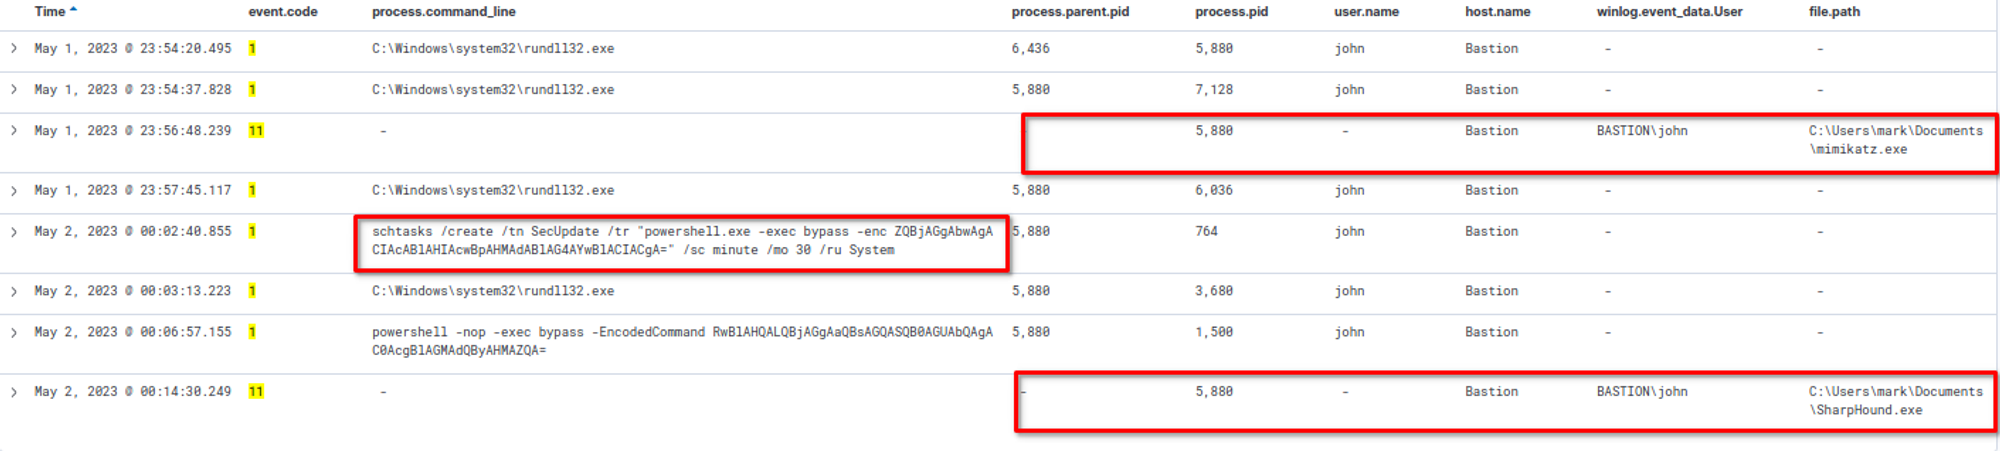 Time event.code process.command_line process.parent.pid process.pid user.name host.name winlog.event_data.User file.path
May 1, 2023 @ 23:54:20.495 1 C:\Windows\system32\rundll32.exe 6,436 5,880 john Bastion - -
May 1, 2023 @ 23:54:37.828 1 C:\Windows\system32\rundll32.exe 5,880 7,128 john Bastion - -
May 1, 2023 @ 23:56:48.239 11 - - 5,880 - Bastion BASTION\john C:\Users\mark\Documents
\mimikatz.exe
May 1, 2023 @ 23:57:45.117 1 C:\Windows\system32\rundll32.exe 5,880 6,036 john Bastion - -
May 2, 2023 @ 00:02:40.855 1 schtasks /create /tn SecUpdate /tr "powershell.exe -exec bypass -enc ZQBjAGgAbwAgA 5,880 764 john Bastion - -
CIAcABlAHIAcwBpAHMAdABlAG4AYwBlACIACgA=" /sc minute /mo 30 /ru System
May 2, 2023 @ 00:03:13.223 1 C:\Windows\system32\rundll32.exe 5,880 3,680 john Bastion - -
May 2, 2023 @ 00:06:57.155 1 powershell -nop -exec bypass -EncodedCommand RwBlAHQALQBjAGgAaQBsAGQASQB0AGUAbQAgA 5,880 1,500 john Bastion - -
C0AcgBlAGMAdQByAHMAZQA=
May 2, 2023 @ 00:14:30.249 11 - - 5,880 - Bastion BASTION\john C:\Users\mark\Documents
\SharpHound.exe